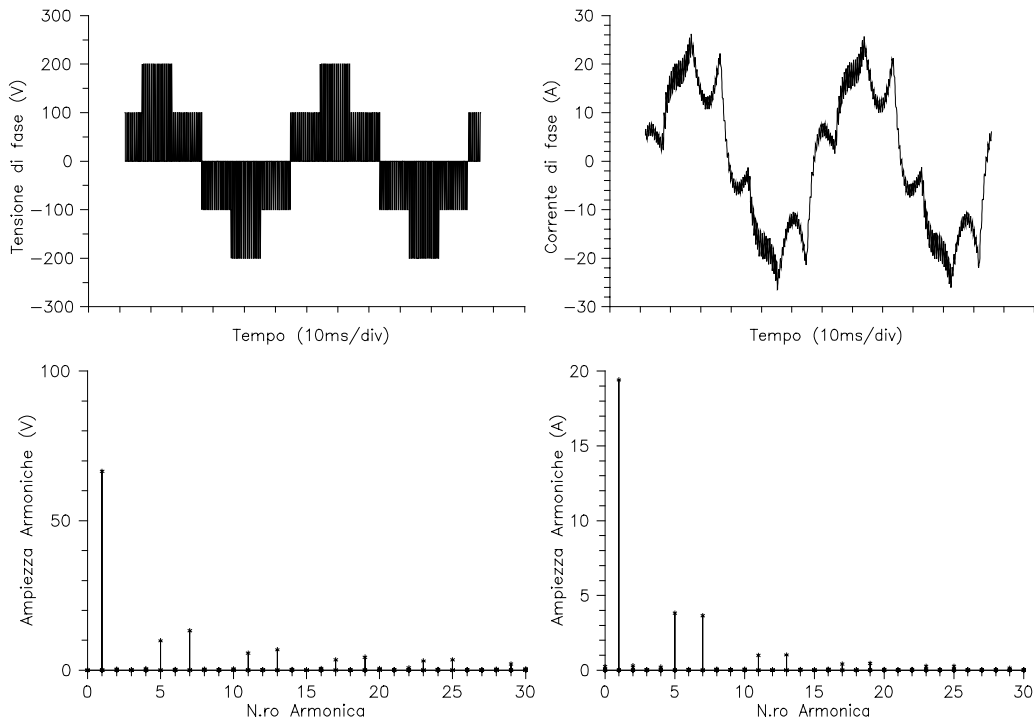 Tensione di fase (V)
300
200
100
0
−100
−200
−300
Tempo (10ms/div)
Corrente di fase (A)
30
20
10
0
−10
−20
−30
Tempo (10ms/div)
Ampiezza Armoniche (V)
100
50
0
0 5 10 15 20 25 30
N.ro Armonica
Ampiezza Armoniche (A)
20
15
10
5
0
0 5 10 15 20 25 30
N.ro Armonica